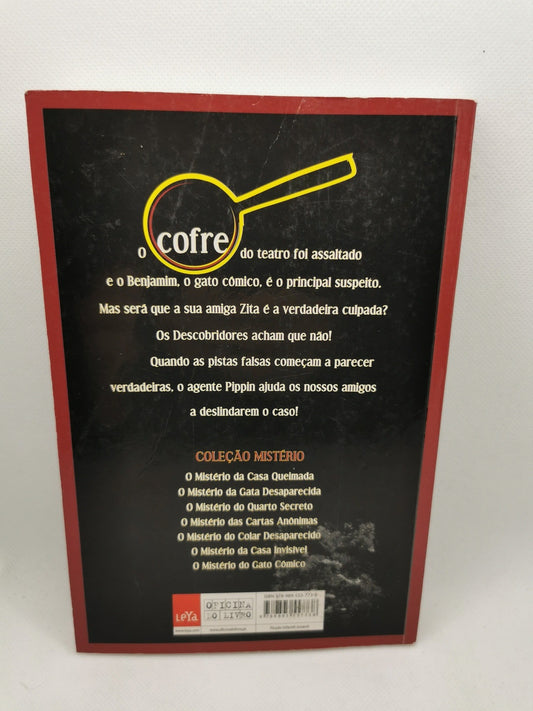 O cofre do teatro foi assaltado
e o Benjamim, o gato cômico, é o principal suspeito.
Mas será que a sua amiga Zita é a verdadeira culpada?
Os Descobridores acham que não!
Quando as pistas falsas começam a parecer
verdadeiras, o agente Pippin ajuda os nossos amigos
a deslindarem o caso!
COLEÇÃO MISTÉRIO
O Mistério da Casa Queimada
O Mistério da Gata Desaparecida
O Mistério do Quarto Secreto
O Mistério das Cartas Anônimas
O Mistério do Colar Desaparecido
O Mistério da Casa Invisível
O Mistério do Gato Cômico
LeYa
OFICINA
DO LIVRO